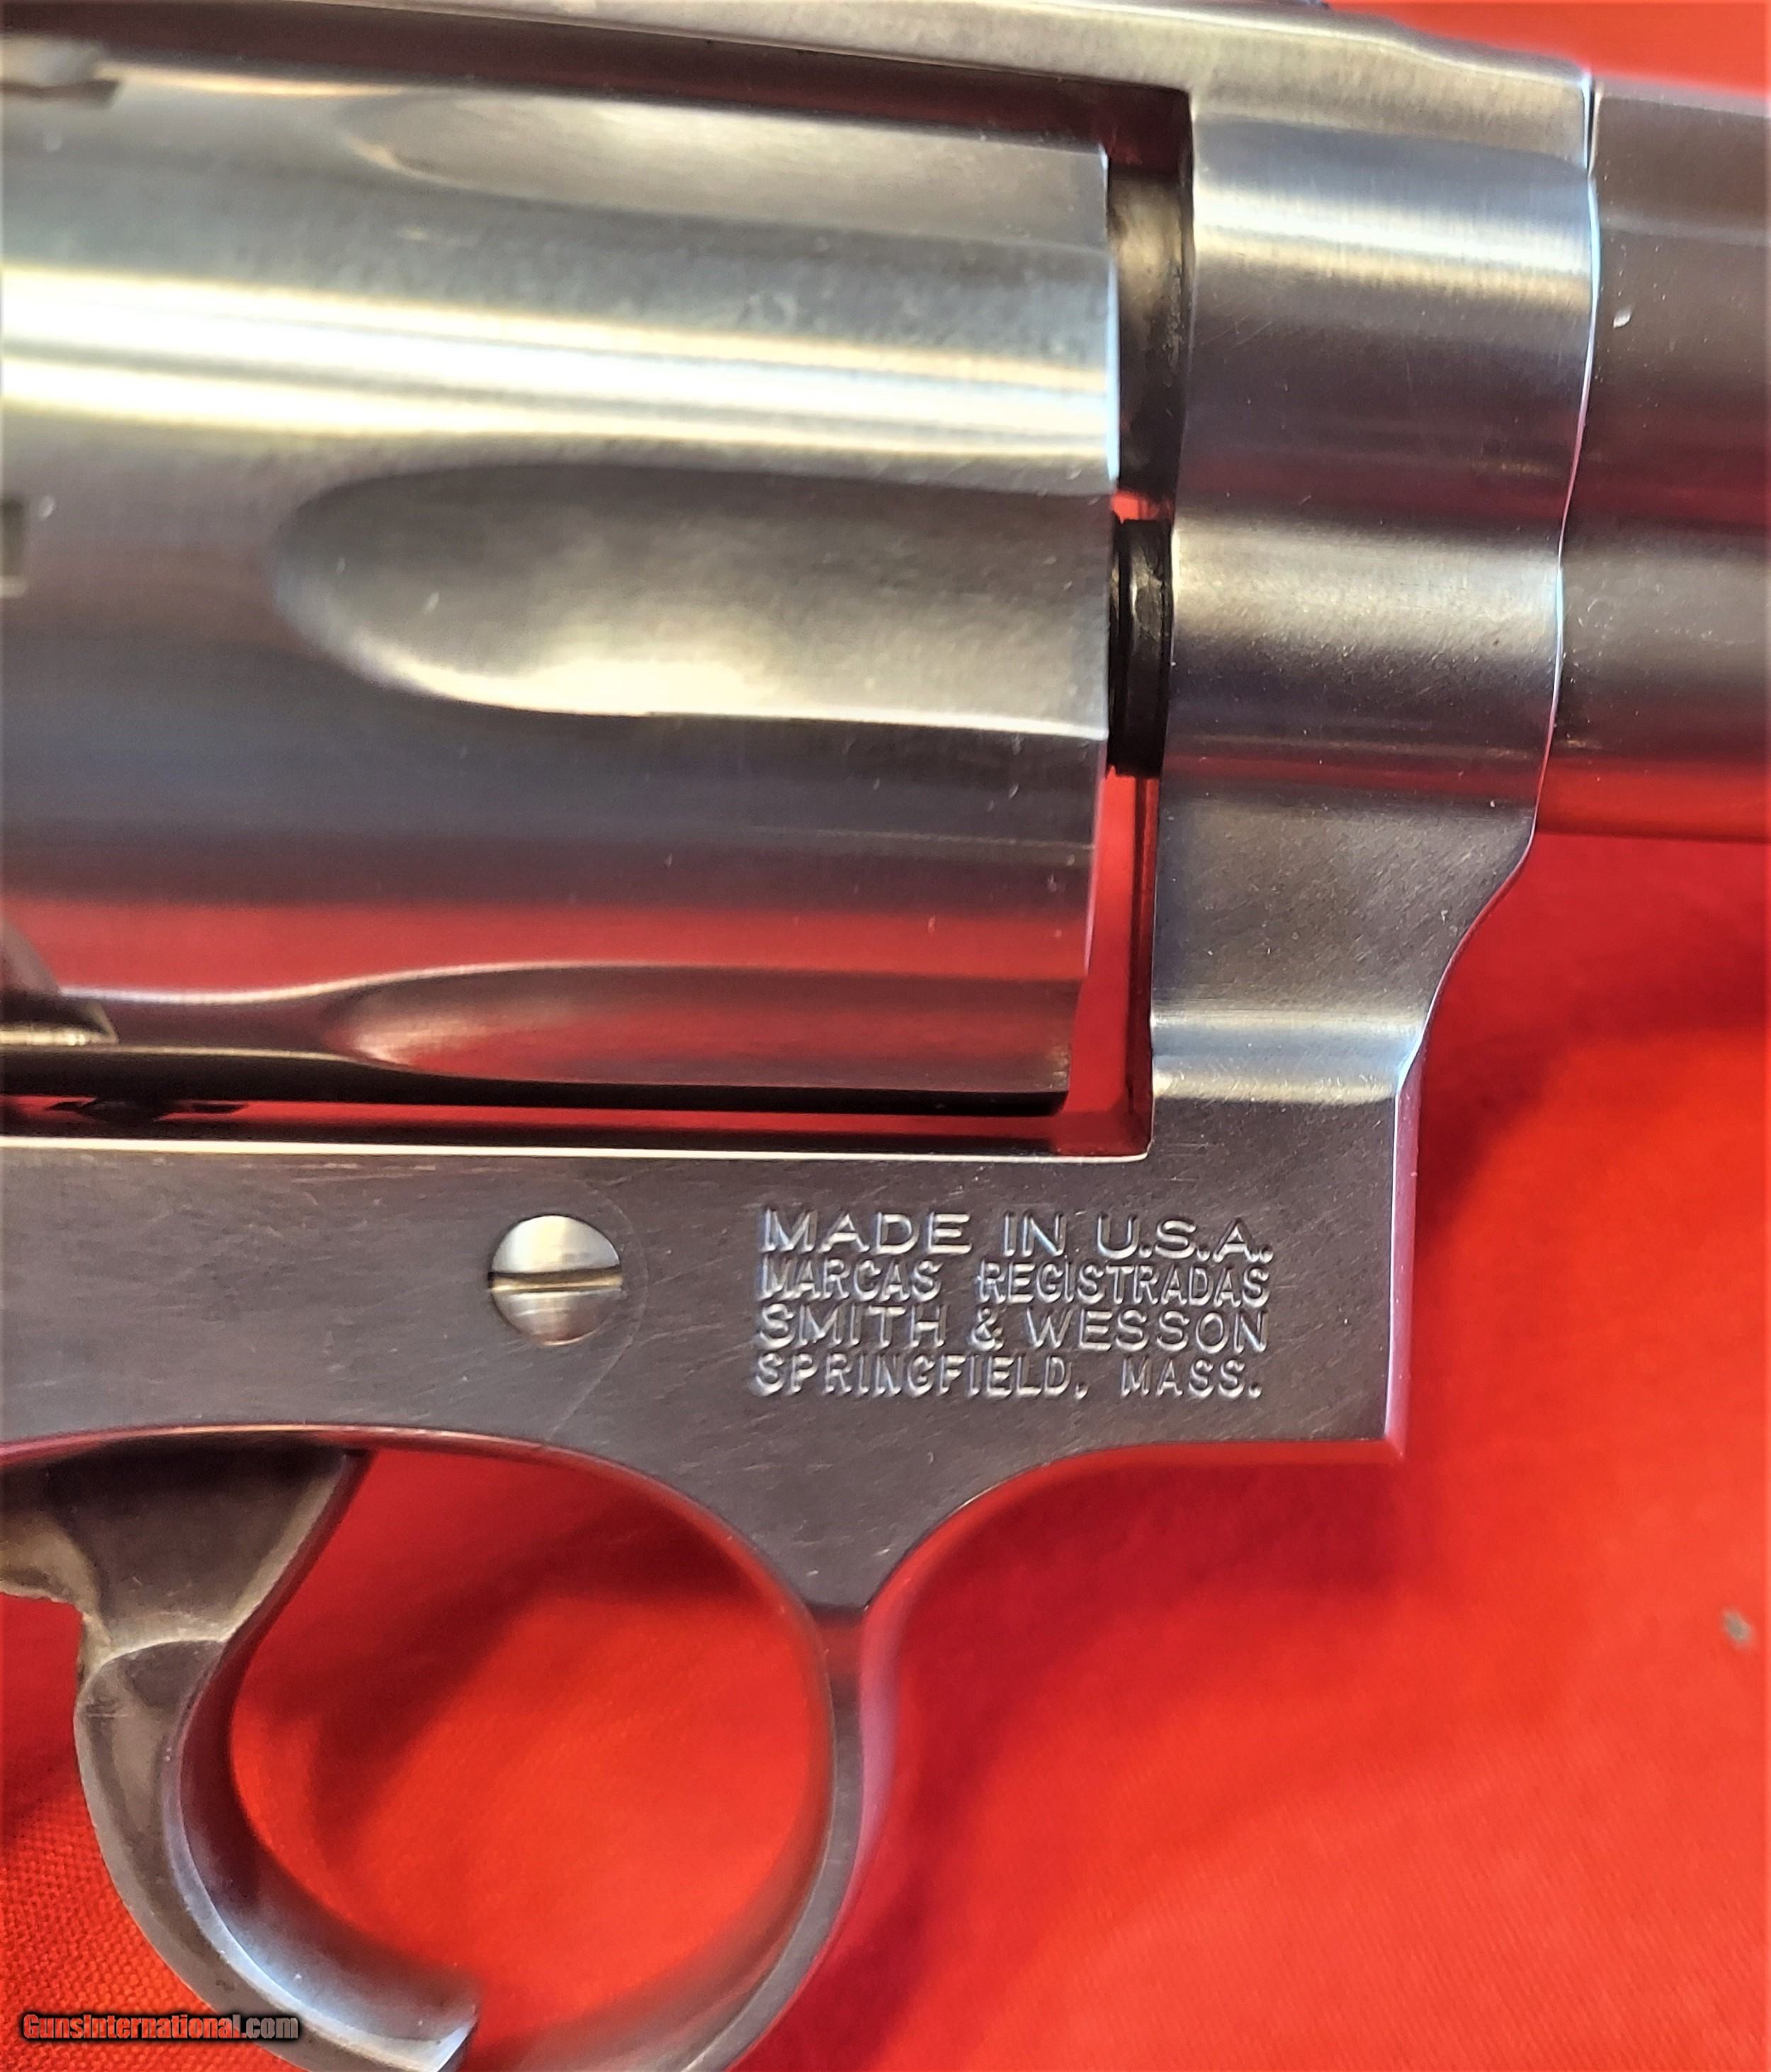 MADE IN U.S.A.
MARCAS REGISTRADAS
SMITH & WESSON
SPRINGFIELD, MASS.
GunsInternational.com